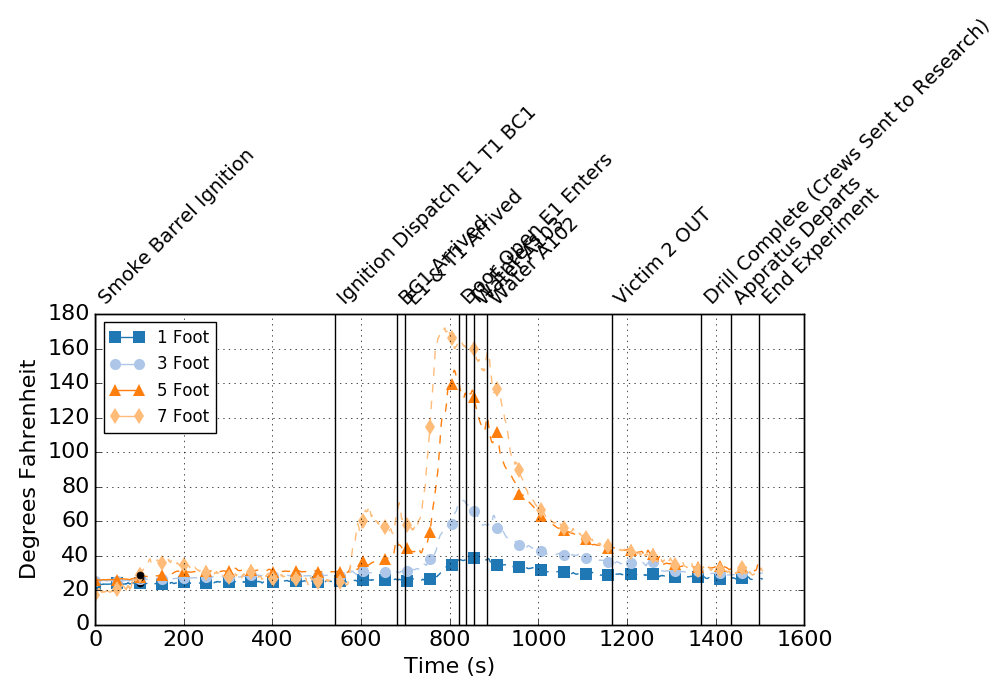 Smoke Barrel Ignition
Ignition Dispatch E1 T1 BC1
BC1 Arrived
E1 & T1 Arrived
Door Open E1 Enters
Water A102
Victim 2 OUT
Drill Complete (Crews Sent to Research)
Appratus Departs
End Experiment
180
160
140
120
100
80
60
40
20
0
Degrees Fahrenheit
1 Foot
3 Foot
5 Foot
7 Foot
0 200 400 600 800 1000 1200 1400 1600
Time (s)